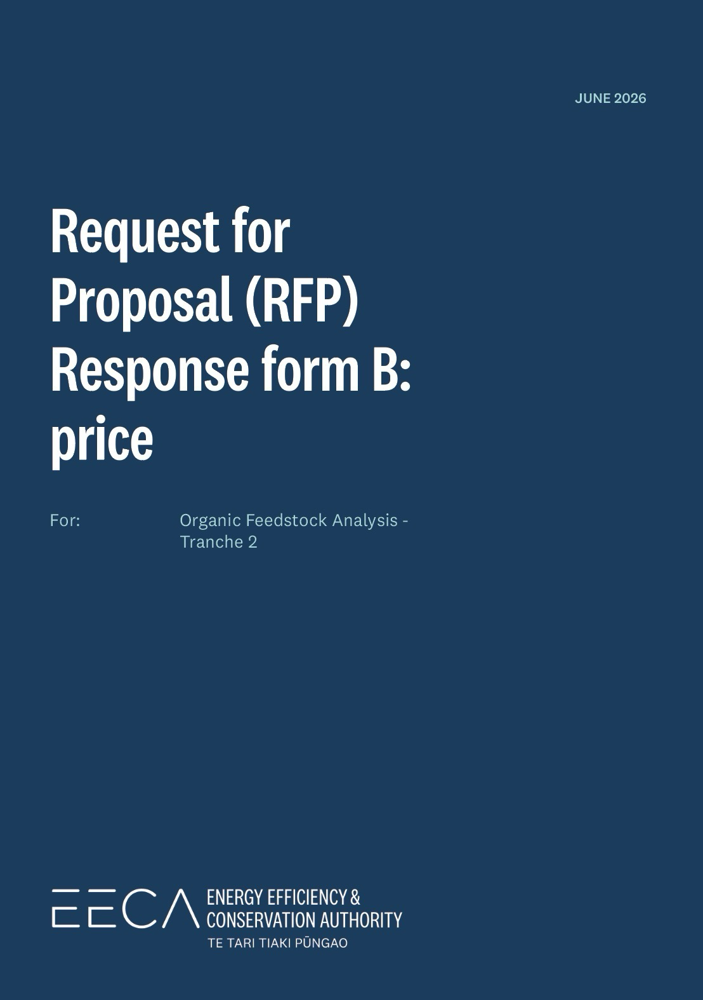 JUNE 2026
Request for
Proposal (RFP)
Response form B:
price
For: Organic Feedstock Analysis -
Tranche 2
EECA ENERGY EFFICIENCY &
CONSERVATION AUTHORITY
TE TARI TIAKI PŪNGAO